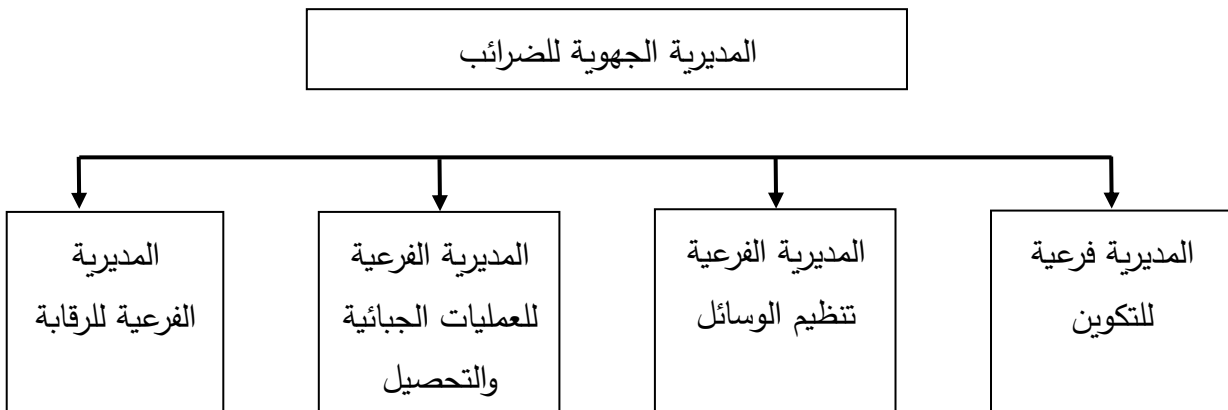 المديرية الجهوية للضرائب
المديرية فرعية
للتكوين
المديرية الفرعية
تنظيم الوسائل
المديرية الفرعية
للعمليات الجبائية
والتحصيل
المديرية
الفرعية للرقابة